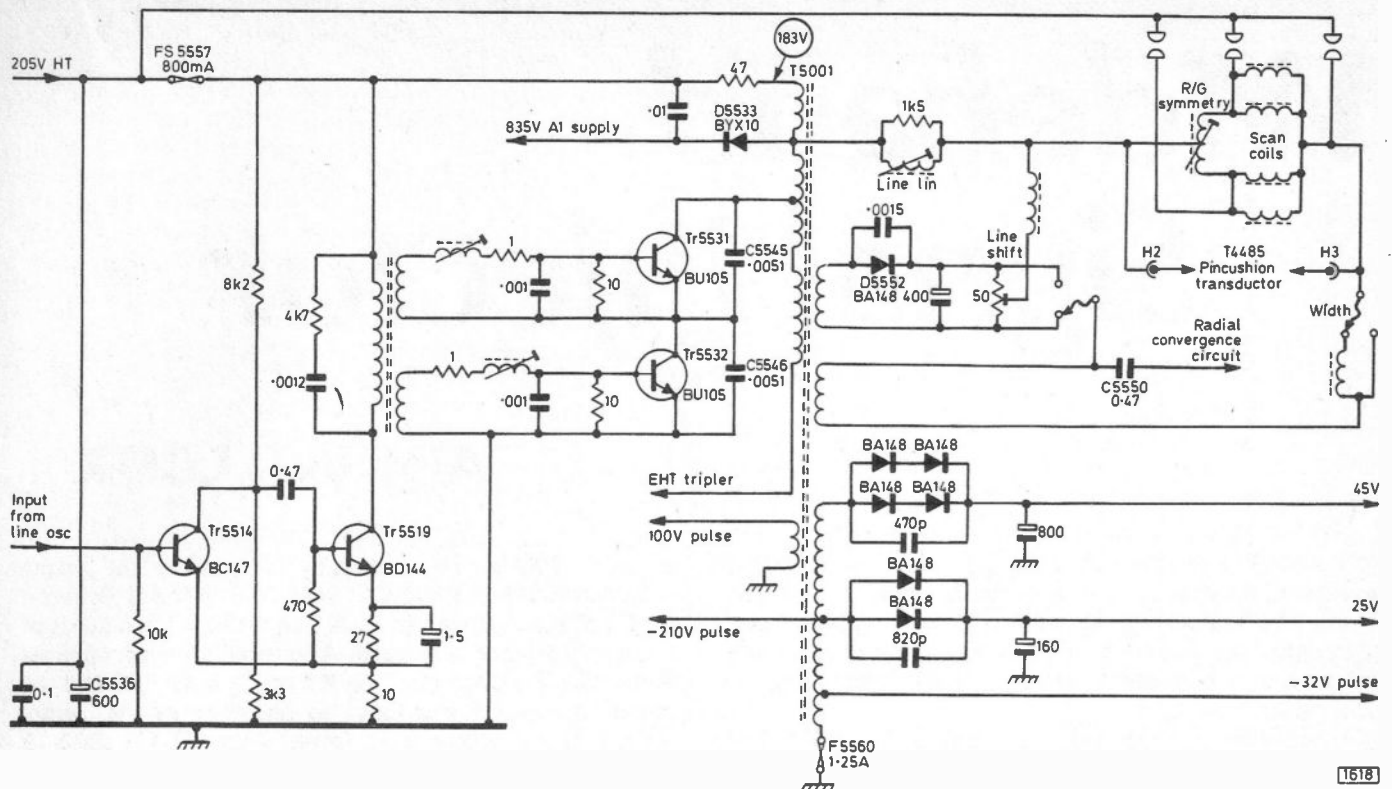 205V HT
FS5557
800mA
183V
T5001
47
·01
D5533
BYX10
835V A1 supply
1k5
Line lin
R/G
symmetry
Scan
coils
8k2
4k7
·0012
1
·001
10
Tr5531
BU105
C5545
·0051
1
·001
10
Tr5532
BU105
C5546
·0051
·0015
D5552
BA148
400
Line
shift
50
H2
T4485
Pincushion
transductor
H3
Width
Radial
convergence
circuit
C5550
0·47
Input
from
line osc
0·47
Tr5514
BC147
Tr5519
BD144
470
10k
27
1·5
0·1
C5536
600
3k3
10
EHT tripler
100V pulse
-210V pulse
BA148
BA148
BA148
BA148
470p
800
45V
BA148
BA148
820p
160
25V
-32V pulse
F5560
1·25A
1618